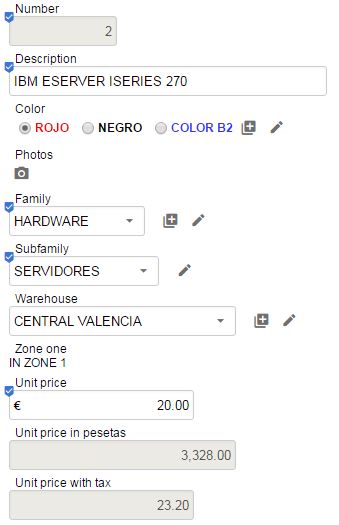 Number
2
Description
IBM ESERVER ISERIES 270
Color
ROJO NEGRO COLOR B2
Photos
Family
HARDWARE
Subfamily
SERVIDORES
Warehouse
CENTRAL VALENCIA
Zone one
IN ZONE 1
Unit price
€ 20.00
Unit price in pesetas
3,328.00
Unit price with tax
23.20